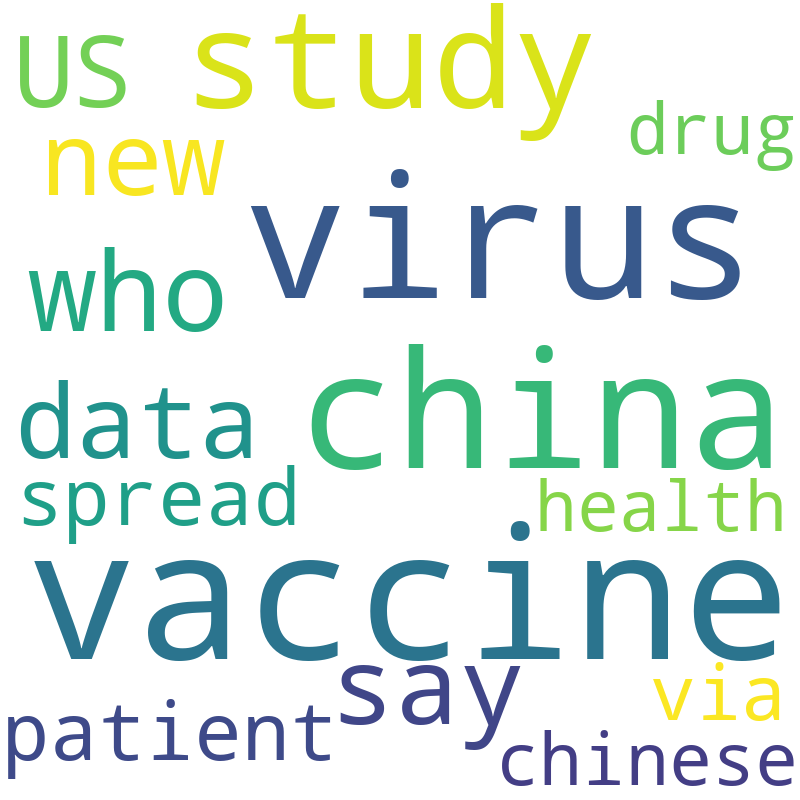 US study
drug
new
virus
who
china
data
spread
health
vaccine
say
via
patient
chinese